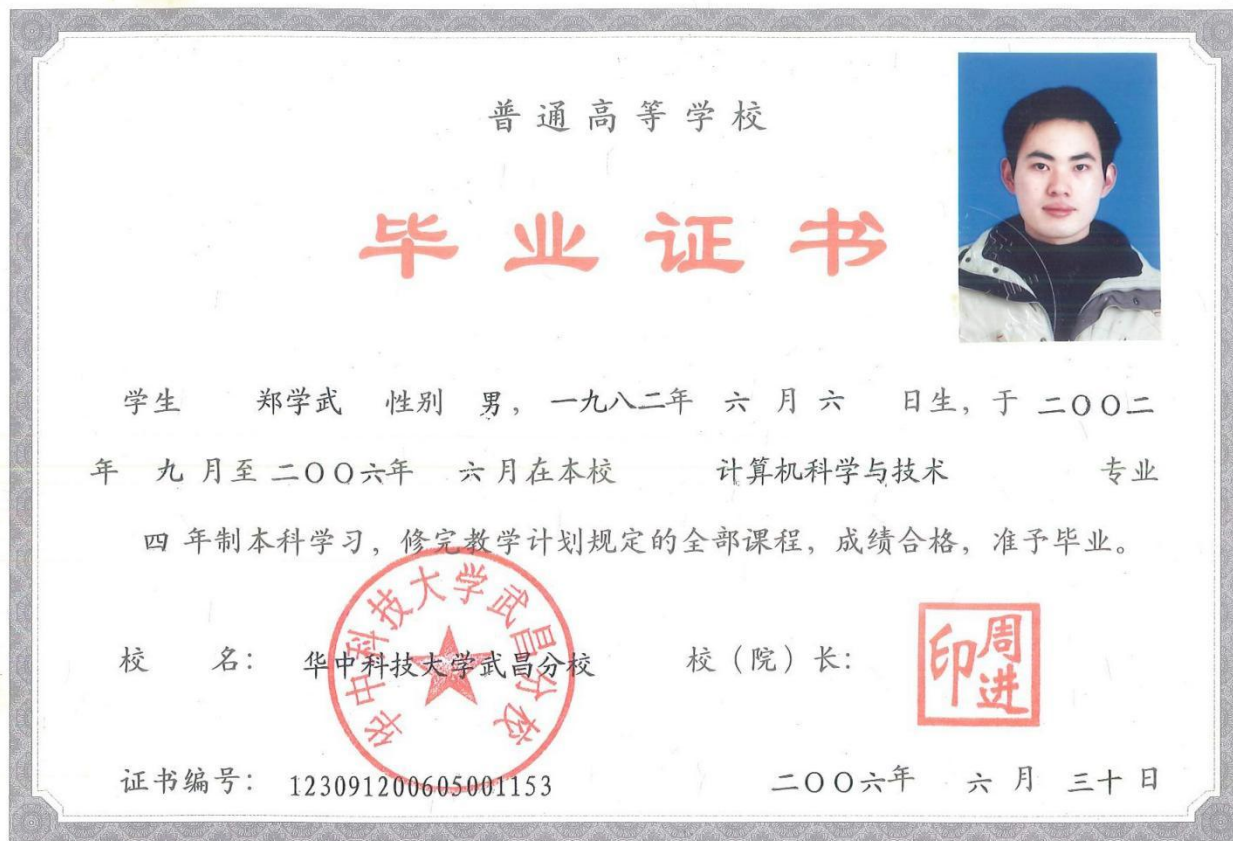 普通高等学校
毕业证书
学生 郑学武 性别 男，一九八二年 六 月 六 日生，于 二〇〇二
年 九 月至 二〇〇六年 六 月在本校 计算机科学与技术 专业
四 年制本科学习，修完教学计划规定的全部课程，成绩合格，准予毕业。
华中科技大学武昌分校
校 名： 华中科技大学武昌分校 校（院）长：
周进印
证书编号： 123091200605001153 二〇〇六年 六 月 三十 日